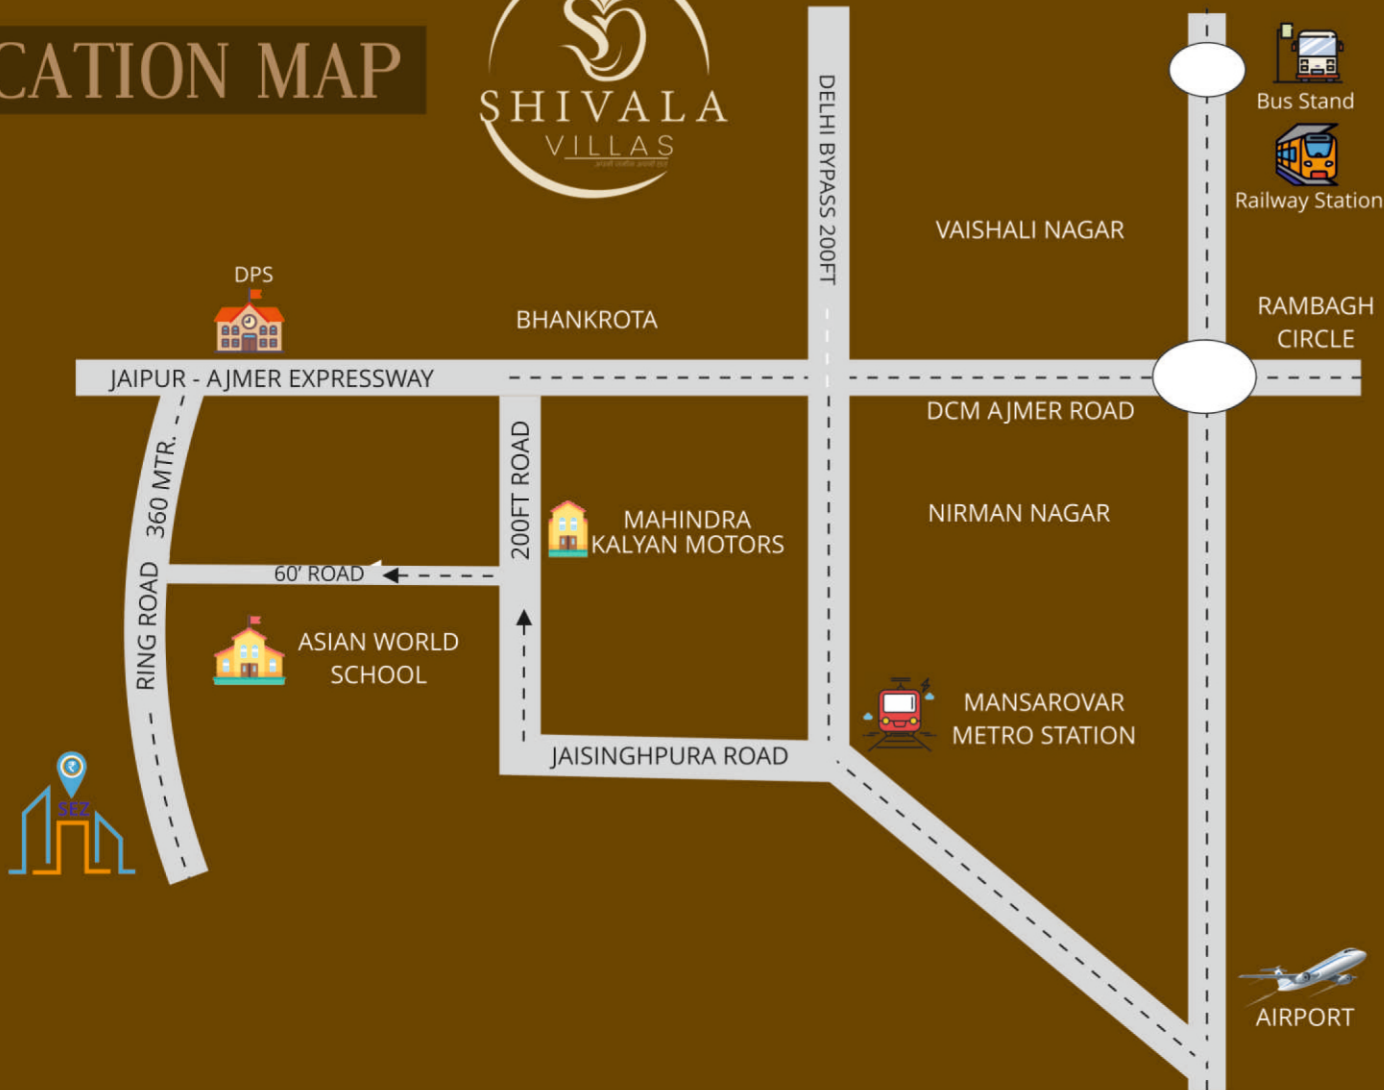 CATION MAP
SHIVALA
VILLAS
DELHI BYPASS 200FT
Bus Stand
Railway Station
VAISHALI NAGAR
DPS
BHANKROTA
RAMBAGH
CIRCLE
JAIPUR - AJMER EXPRESSWAY
DCM AJMER ROAD
RING ROAD 360 MTR.
200FT ROAD
MAHINDRA
KALYAN MOTORS
NIRMAN NAGAR
60' ROAD
ASIAN WORLD
SCHOOL
MANSAROVAR
METRO STATION
JAISINGHPURA ROAD
₹
SEZ
AIRPORT